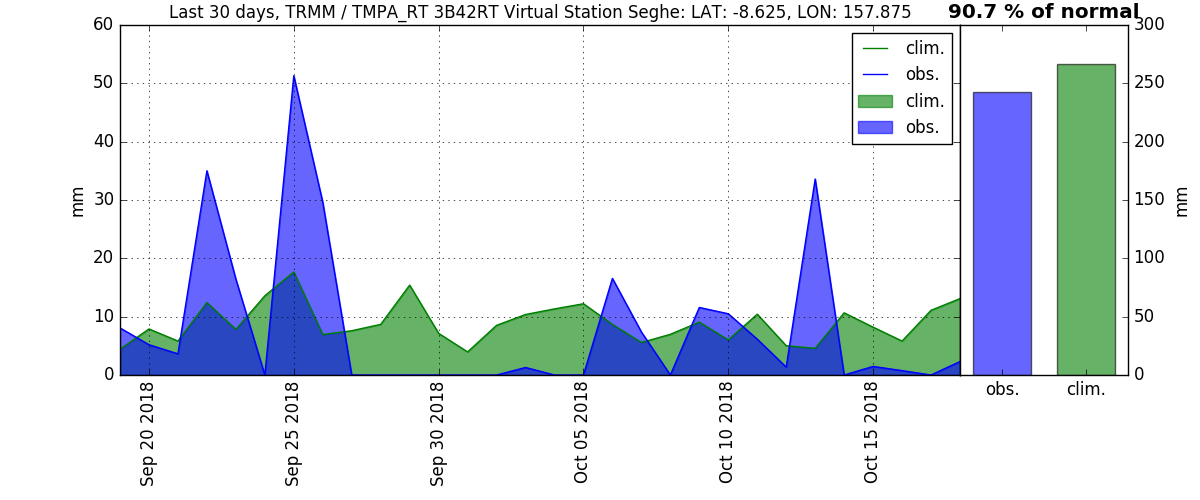 Last 30 days, TRMM / TMPA_RT 3B42RT Virtual Station Seghe: LAT: -8.625, LON: 157.875
90.7 % of normal
60
50
40
30
20
10
0
mm
clim.
obs.
clim.
obs.
300
250
200
150
100
50
0
mm
Sep 20 2018
Sep 25 2018
Sep 30 2018
Oct 05 2018
Oct 10 2018
Oct 15 2018
obs.
clim.